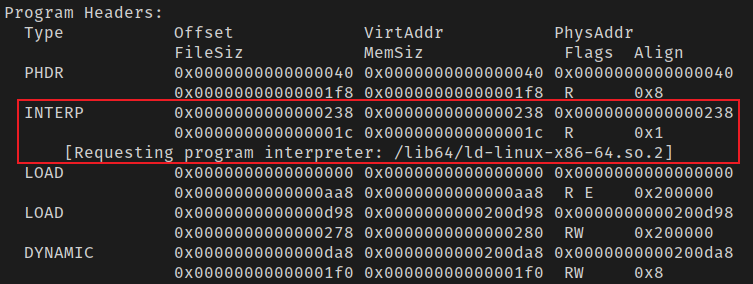 Program Headers:
Type Offset VirtAddr PhysAddr
FileSiz MemSiz Flags Align
PHDR 0x0000000000000040 0x0000000000000040 0x0000000000000040
0x00000000000001f8 0x00000000000001f8 R 0x8
INTERP 0x0000000000000238 0x0000000000000238 0x0000000000000238
0x000000000000001c 0x000000000000001c R 0x1
[Requesting program interpreter: /lib64/ld-linux-x86-64.so.2]
LOAD 0x0000000000000000 0x0000000000000000 0x0000000000000000
0x0000000000000aa8 0x0000000000000aa8 R E 0x200000
LOAD 0x0000000000000d98 0x0000000000200d98 0x0000000000200d98
0x0000000000000278 0x0000000000000280 RW 0x200000
DYNAMIC 0x0000000000000da8 0x0000000000200da8 0x0000000000200da8
0x00000000000001f0 0x00000000000001f0 RW 0x8